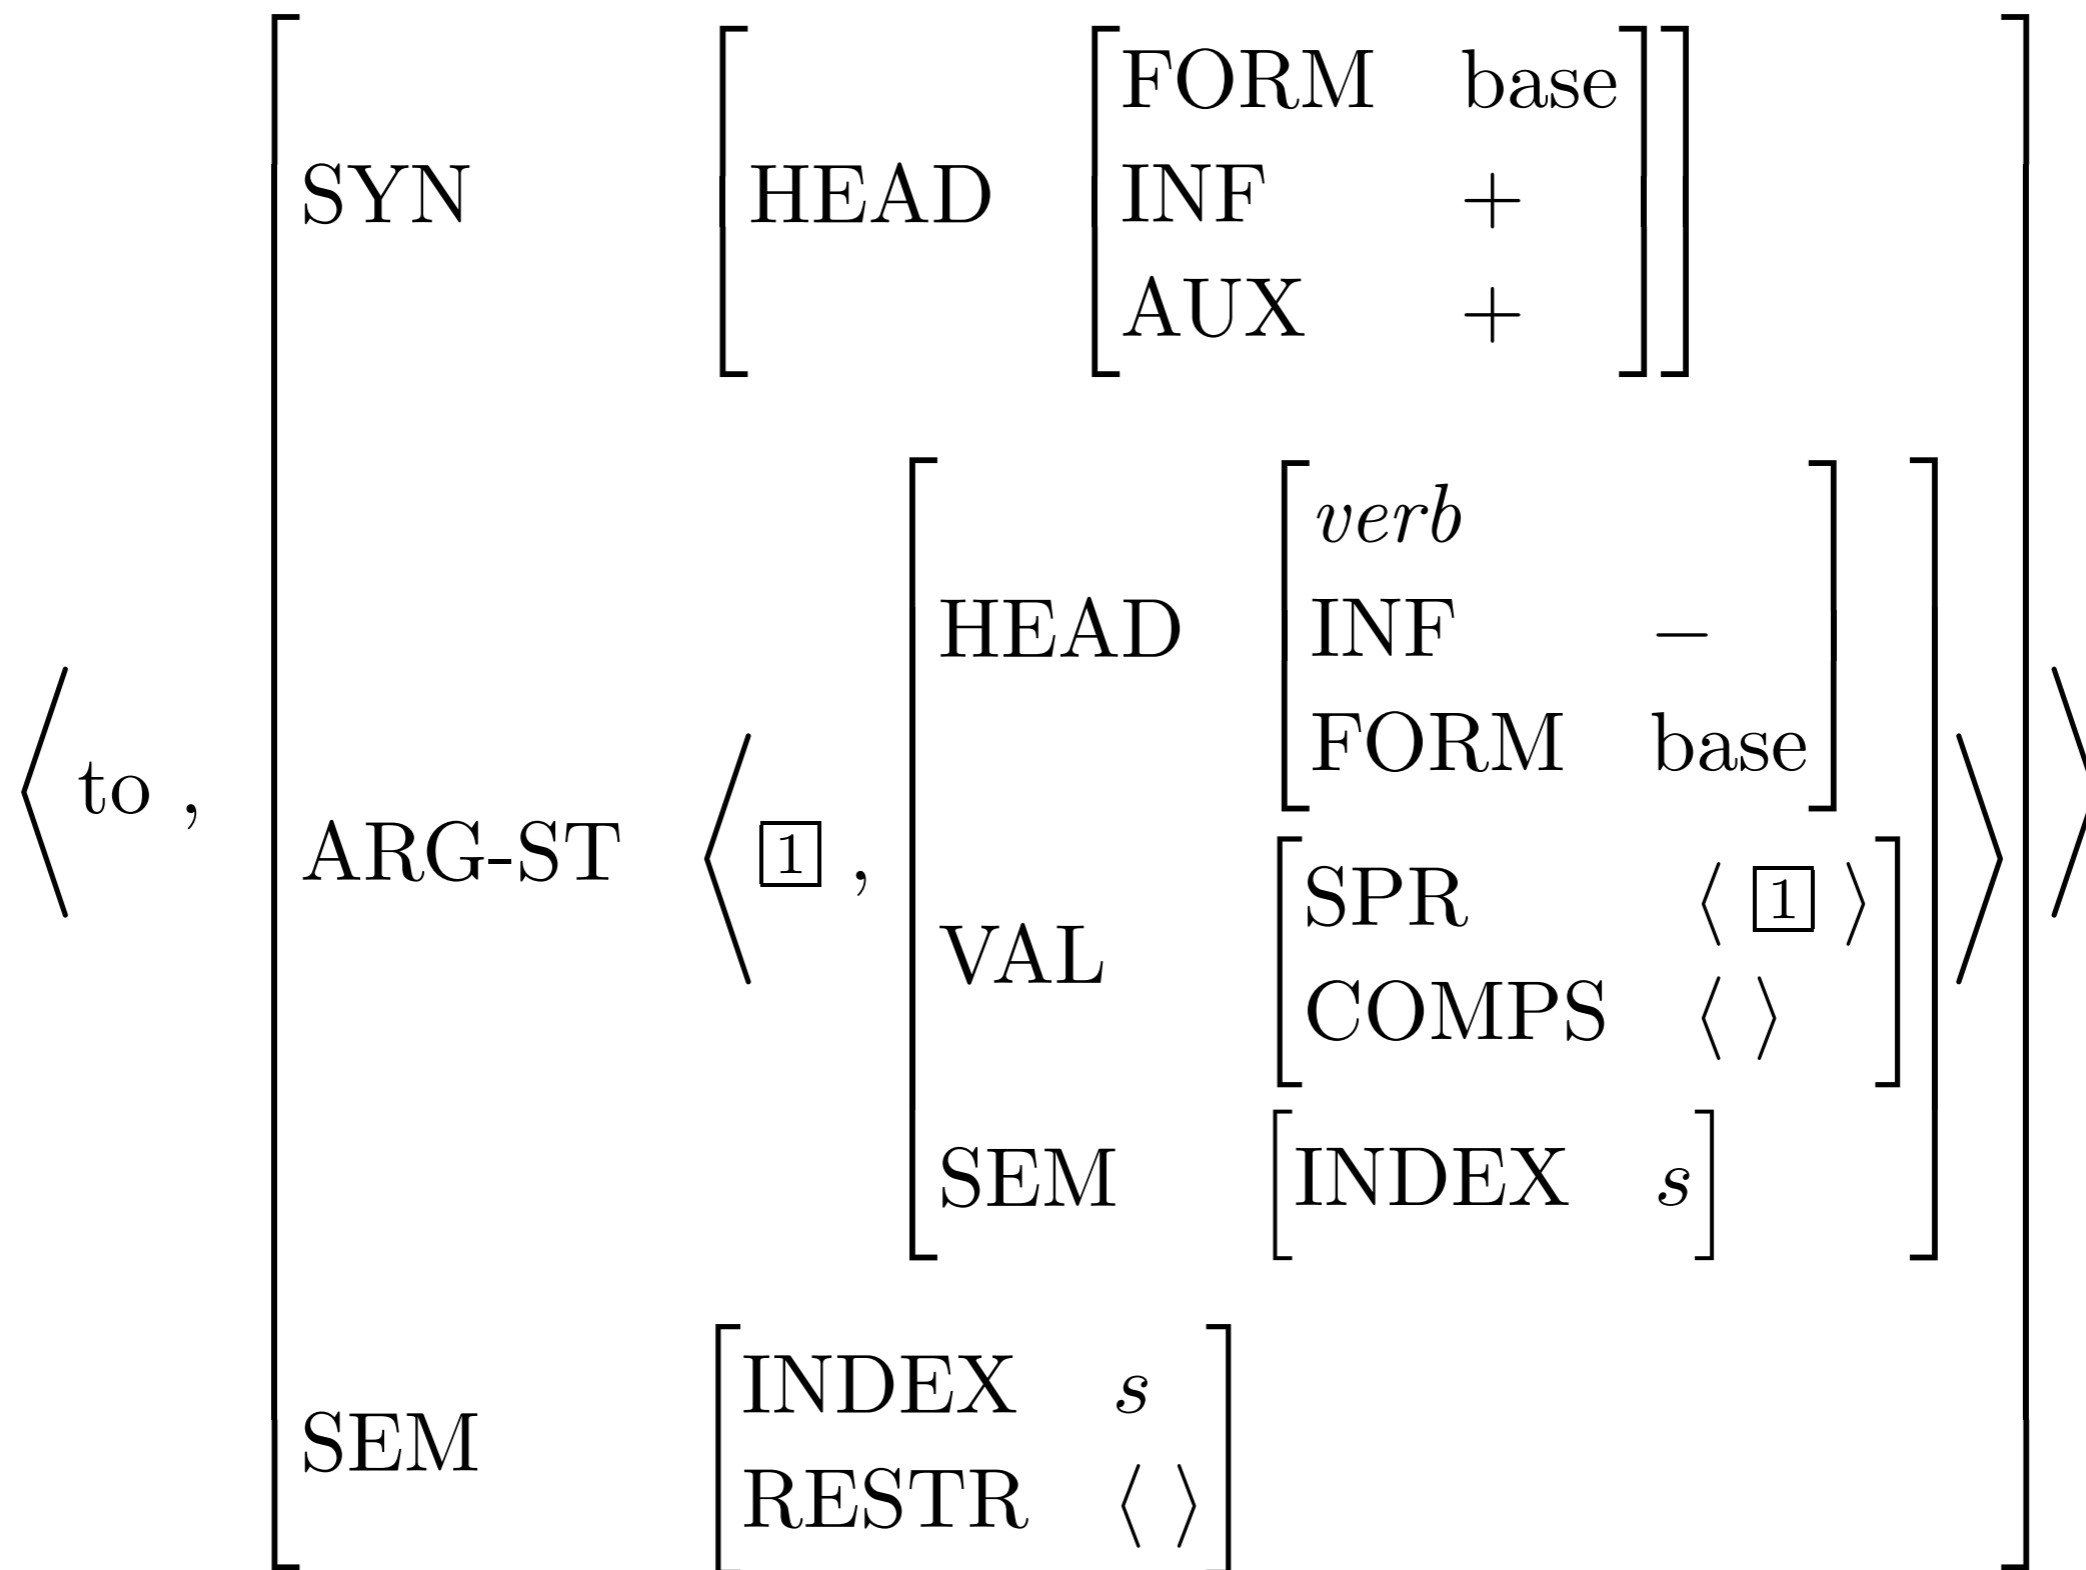 FORM base
SYN [HEAD [INF +]]
AUX +
verb
HEAD [INF −]
FORM base
⟨to , ARG-ST ⟨[1] , VAL [SPR ⟨ [1] ⟩
COMPS ⟨ ⟩]
SEM [INDEX s]⟩⟩
SEM [INDEX s
RESTR ⟨ ⟩]